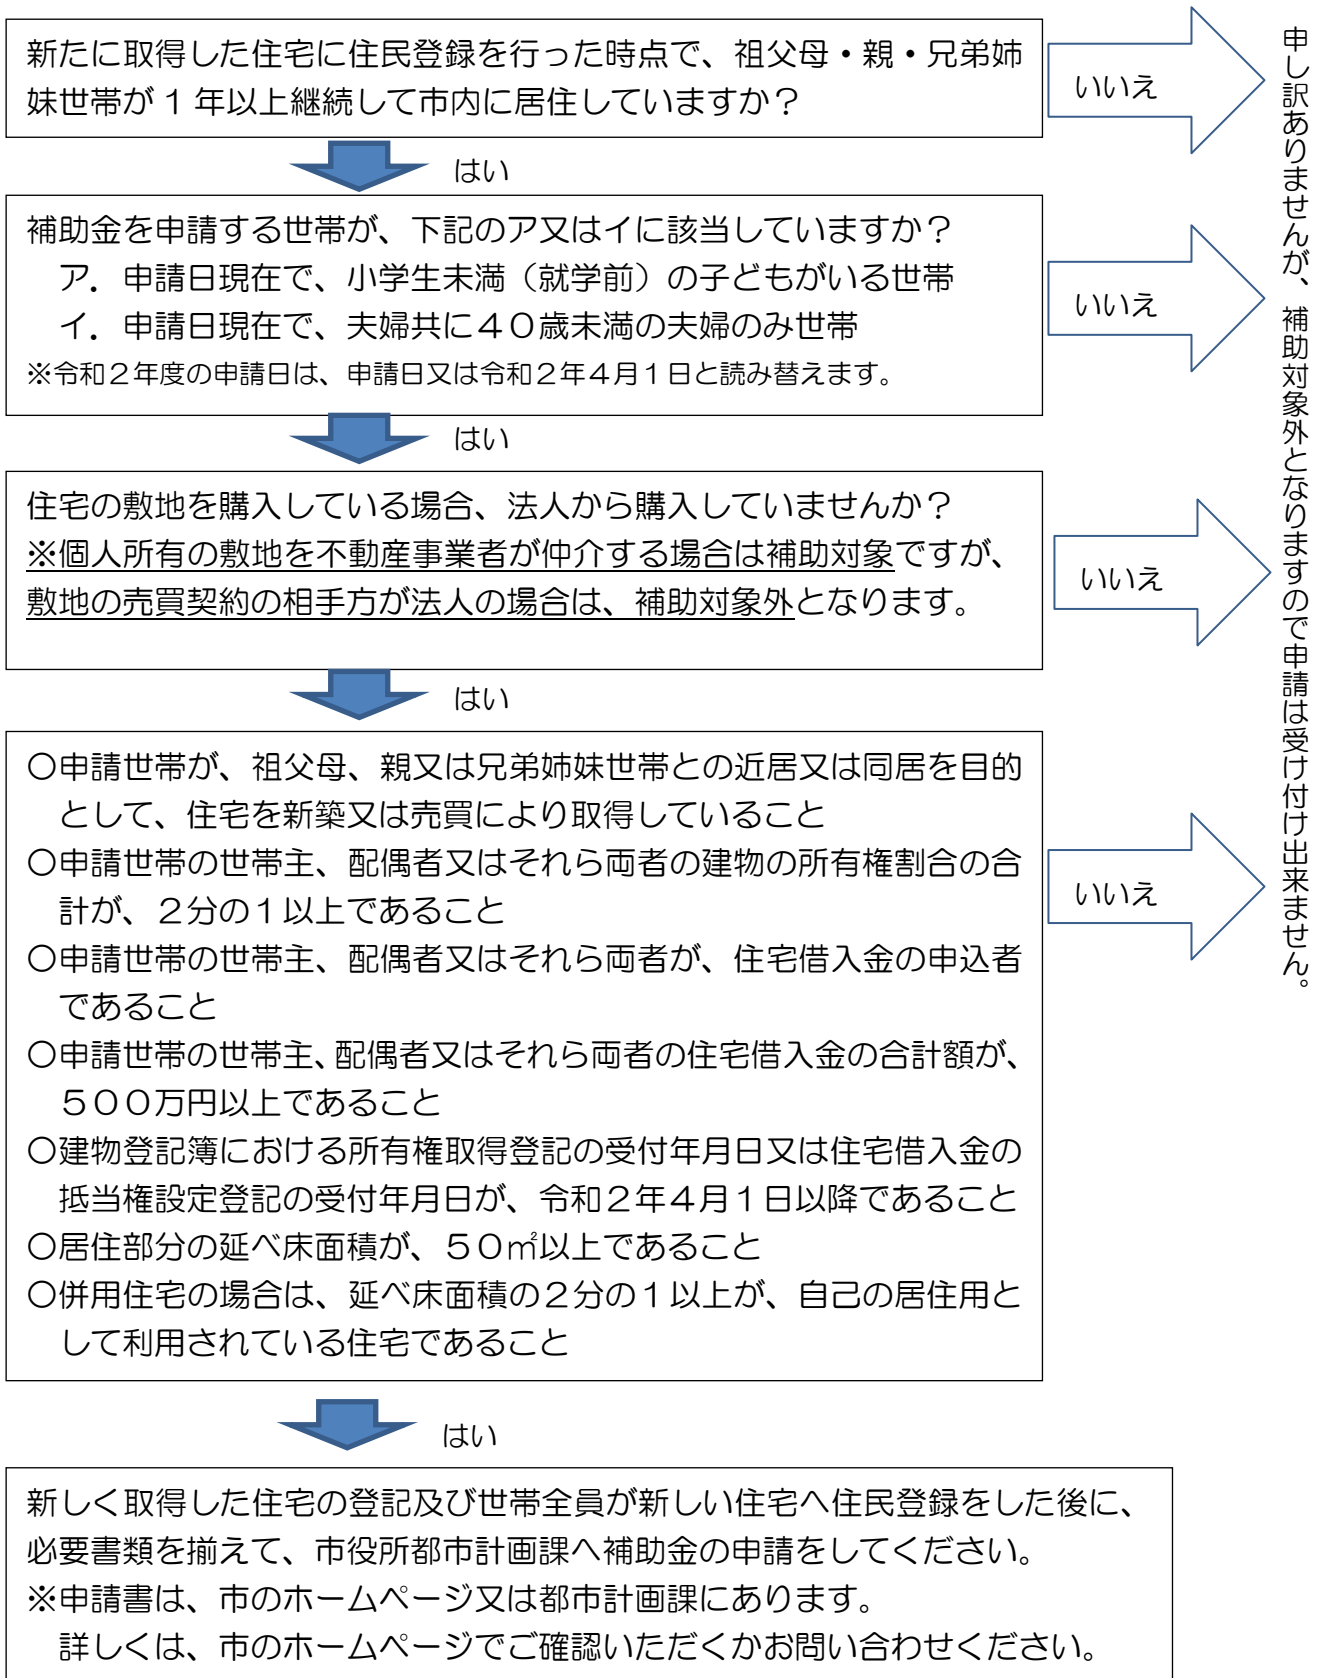 新たに取得した住宅に住民登録を行った時点で、祖父母・親・兄弟姉
妹世帯が１年以上継続して市内に居住していますか？
いいえ
はい
補助金を申請する世帯が、下記のア又はイに該当していますか？
ア．申請日現在で、小学生未満（就学前）の子どもがいる世帯
イ．申請日現在で、夫婦共に４０歳未満の夫婦のみ世帯
※令和２年度の申請日は、申請日又は令和２年４月１日と読み替えます。
いいえ
はい
住宅の敷地を購入している場合、法人から購入していませんか？
※個人所有の敷地を不動産事業者が仲介する場合は補助対象ですが、
敷地の売買契約の相手方が法人の場合は、補助対象外となります。
いいえ
はい
〇申請世帯が、祖父母、親又は兄弟姉妹世帯との近居又は同居を目的
として、住宅を新築又は売買により取得していること
〇申請世帯の世帯主、配偶者又はそれら両者の建物の所有権割合の合
計が、２分の１以上であること
〇申請世帯の世帯主、配偶者又はそれら両者が、住宅借入金の申込者
であること
〇申請世帯の世帯主、配偶者又はそれら両者の住宅借入金の合計額が、
５００万円以上であること
〇建物登記簿における所有権取得登記の受付年月日又は住宅借入金の
抵当権設定登記の受付年月日が、令和２年４月１日以降であること
〇居住部分の延べ床面積が、５０㎡以上であること
〇併用住宅の場合は、延べ床面積の２分の１以上が、自己の居住用と
して利用されている住宅であること
いいえ
はい
新しく取得した住宅の登記及び世帯全員が新しい住宅へ住民登録をした後に、
必要書類を揃えて、市役所都市計画課へ補助金の申請をしてください。
※申請書は、市のホームページ又は都市計画課にあります。
詳しくは、市のホームページでご確認いただくかお問い合わせください。
申し訳ありませんが、補助対象外となりますので申請は受け付け出来ません。